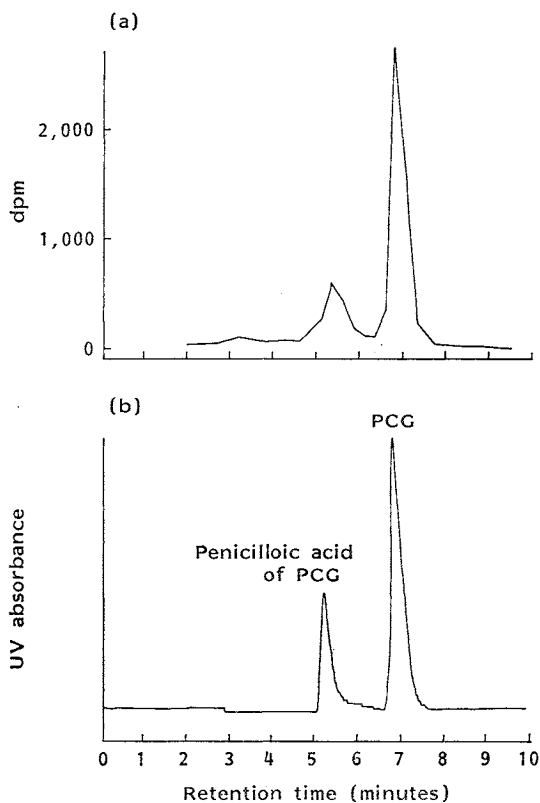 (a)
2,000
1,000
0
dpm
(b)
PCG
Penicilloic acid
of PCG
UV absorbance
0 1 2 3 4 5 6 7 8 9 10
Retention time (minutes)